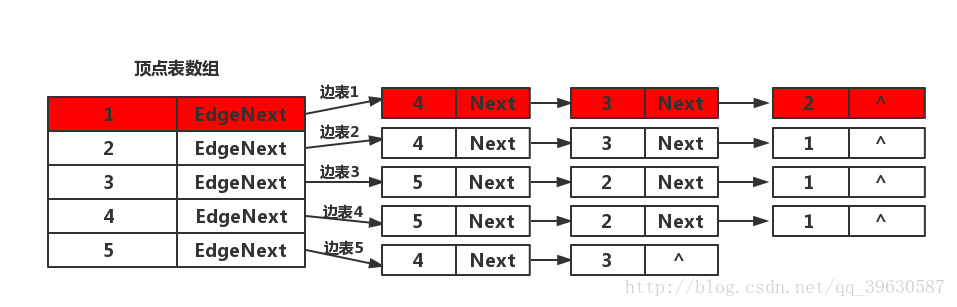 顶点表数组
1 EdgeNext 边表1 4 Next 3 Next 2 ^
2 EdgeNext 边表2 4 Next 3 Next 1 ^
3 EdgeNext 边表3 5 Next 2 Next 1 ^
4 EdgeNext 边表4 5 Next 2 Next 1 ^
5 EdgeNext 边表5 4 Next 3 ^
http://blog.csdn.net/qq_39630587